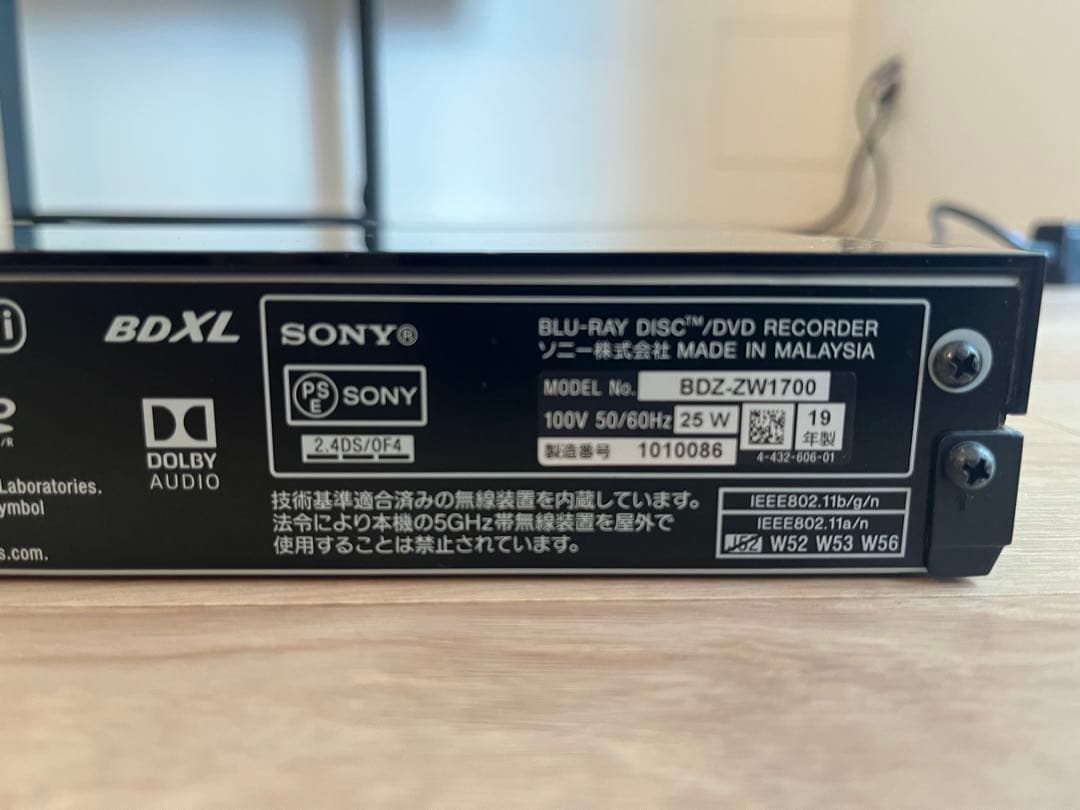 BDXL
DOLBY
AUDIO
Laboratories.
ymbol
s.com.
SONY®
PSE SONY
2.4DS/OF4
BLU-RAY DISC™/DVD RECORDER
ソニー株式会社 MADE IN MALAYSIA
MODEL No. BDZ-ZW1700
100V 50/60Hz 25 W
19
年製
製造番号 1010086
4-432-606-01
技術基準適合済みの無線装置を内蔵しています。
法令により本機の5GHz帯無線装置を屋外で
使用することは禁止されています。
IEEE802.11b/g/n
IEEE802.11a/n
J52 W52 W53 W56